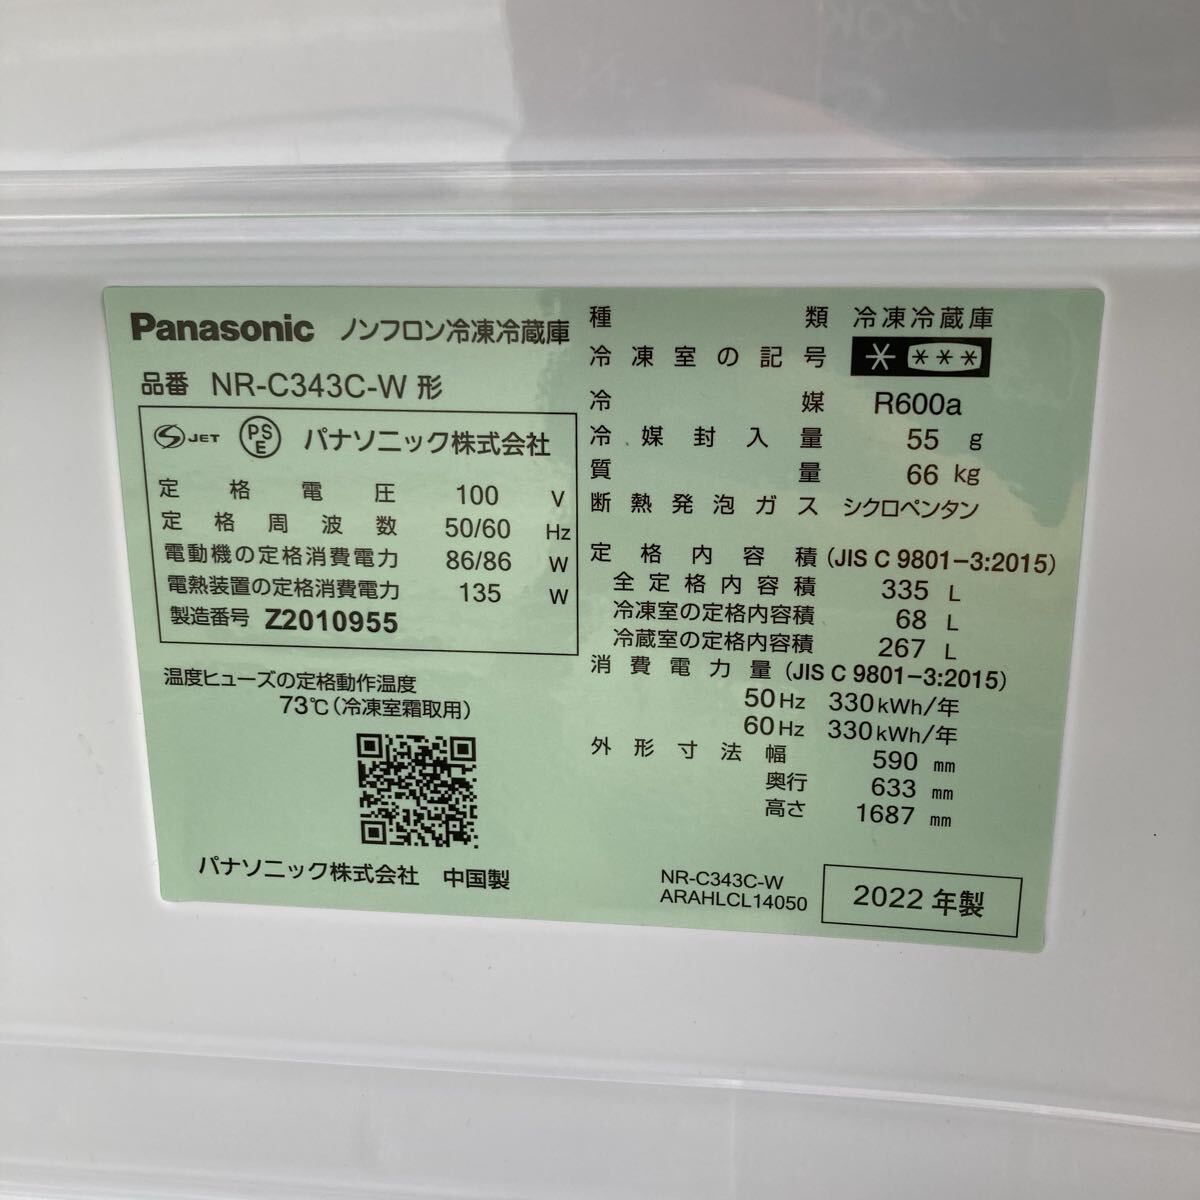 Panasonic ノンフロン冷凍冷蔵庫
品番 NR-C343C-W 形
JET PSE パナソニック株式会社
定格電圧 100 V
定格周波数 50/60 Hz
電動機の定格消費電力 86/86 W
電熱装置の定格消費電力 135 W
製造番号 Z2010955
温度ヒューズの定格動作温度
73℃(冷凍室霜取用)
パナソニック株式会社 中国製
種類 冷凍冷蔵庫
冷凍室の記号 * ***
冷媒 R600a
冷媒封入量 55 g
質量 66 kg
断熱発泡ガス シクロペンタン
定格内容積 (JIS C 9801-3:2015)
全定格内容積 335 L
冷凍室の定格内容積 68 L
冷蔵室の定格内容積 267 L
消費電力量 (JIS C 9801-3:2015)
50Hz 330kWh/年
60Hz 330kWh/年
外形寸法 幅 590 mm
奥行 633 mm
高さ 1687 mm
NR-C343C-W
ARAHLCL14050
2022 年製